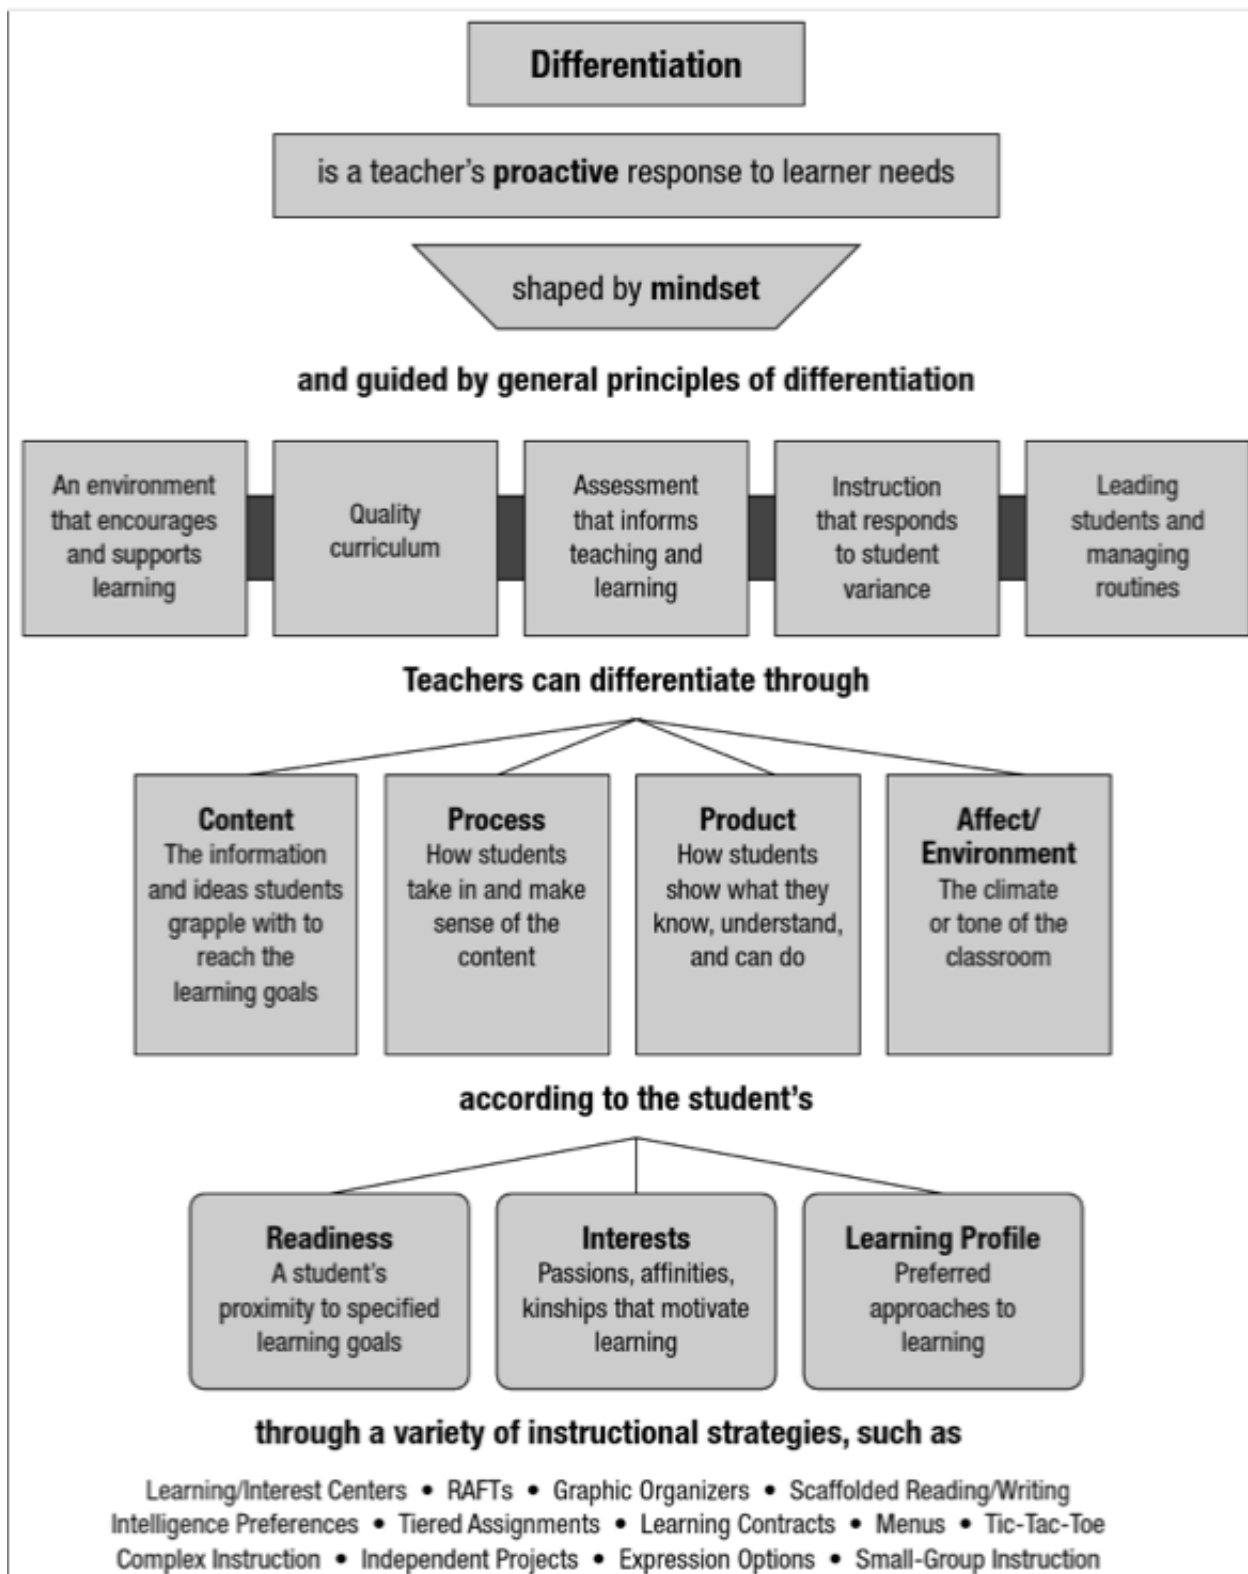 Differentiation
is a teacher's proactive response to learner needs
shaped by mindset
and guided by general principles of differentiation
An environment
that encourages
and supports
learning
Quality
curriculum
Assessment
that informs
teaching and
learning
Instruction
that responds
to student
variance
Leading
students and
managing
routines
Teachers can differentiate through
Content
The information
and ideas students
grapple with to
reach the
learning goals
Process
How students
take in and make
sense of the
content
Product
How students
show what they
know, understand,
and can do
Affect/
Environment
The climate
or tone of the
classroom
according to the student's
Readiness
A student's
proximity to specified
learning goals
Interests
Passions, affinities,
kinships that motivate
learning
Learning Profile
Preferred
approaches to
learning
through a variety of instructional strategies, such as
Learning/Interest Centers • RAFTs • Graphic Organizers • Scaffolded Reading/Writing
Intelligence Preferences • Tiered Assignments • Learning Contracts • Menus • Tic-Tac-Toe
Complex Instruction • Independent Projects • Expression Options • Small-Group Instruction